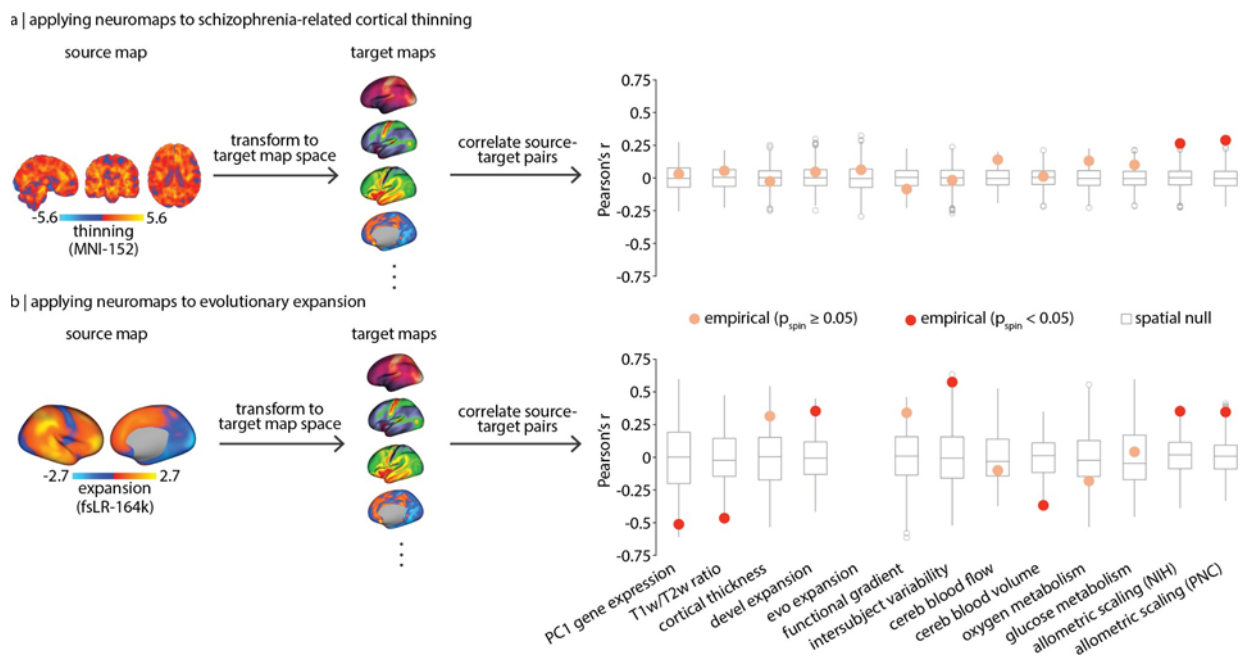 a | applying neuromaps to schizophrenia-related cortical thinning
source map
target maps
transform to
target map space
correlate source-
target pairs
-5.6
5.6
thinning
(MNI-152)
Pearson's r
0.75
0.5
0.25
0
-0.25
-0.5
-0.75
b | applying neuromaps to evolutionary expansion
empirical (pspin ≥ 0.05)
empirical (pspin < 0.05)
spatial null
source map
target maps
transform to
target map space
correlate source-
target pairs
-2.7
2.7
expansion
(fsLR-164k)
Pearson's r
0.75
0.5
0.25
0
-0.25
-0.5
-0.75
PC1 gene expression
T1w/T2w ratio
cortical thickness
devel expansion
evo expansion
functional gradient
intersubject variability
cereb blood flow
cereb blood volume
oxygen metabolism
glucose metabolism
allometric scaling (NIH)
allometric scaling (PNC)